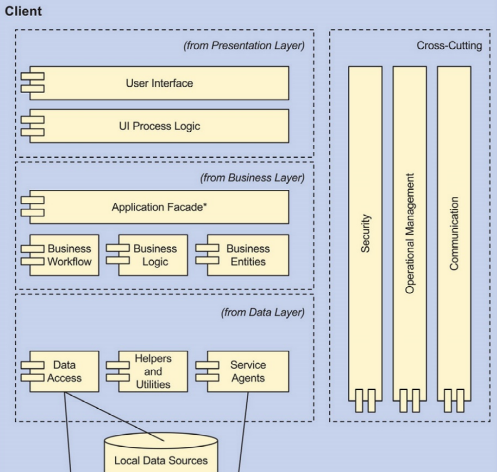 Client
(from Presentation Layer)
User Interface
UI Process Logic
(from Business Layer)
Application Facade*
Business
Workflow
Business
Logic
Business
Entities
(from Data Layer)
Data
Access
Helpers
and
Utilities
Service
Agents
Local Data Sources
Cross-Cutting
Security
Operational Management
Communication